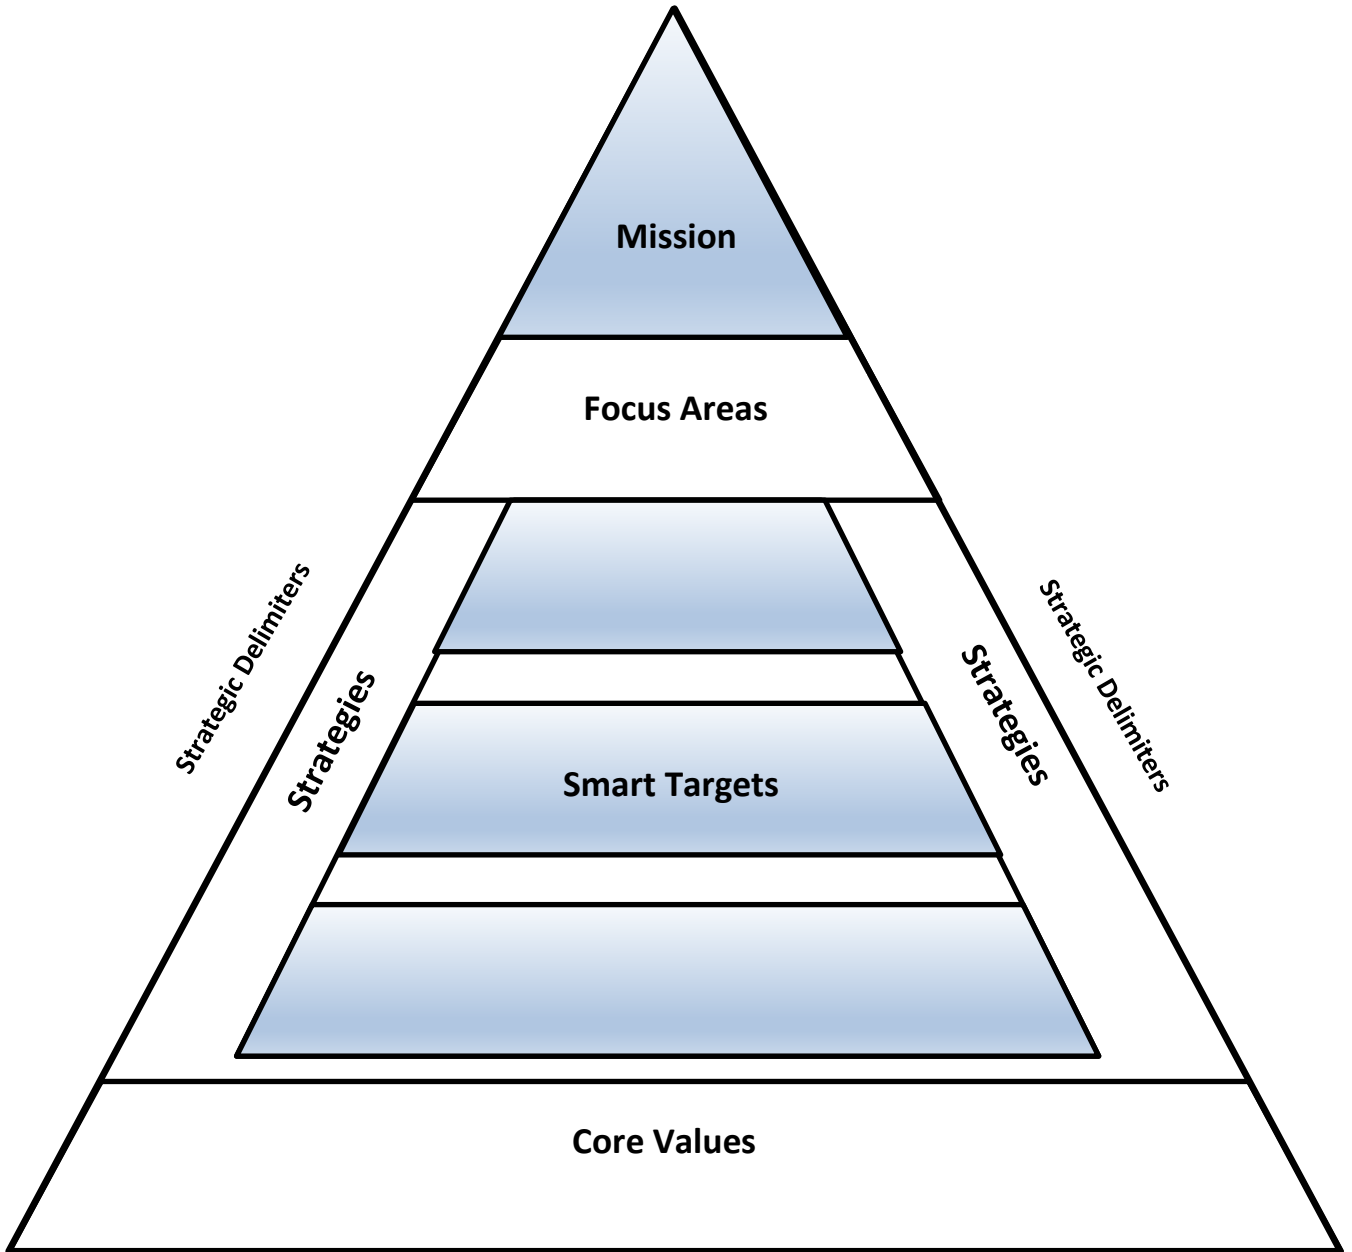 Mission
Focus Areas
Strategic Delimiters
Strategies
Smart Targets
Strategies
Strategic Delimiters
Core Values